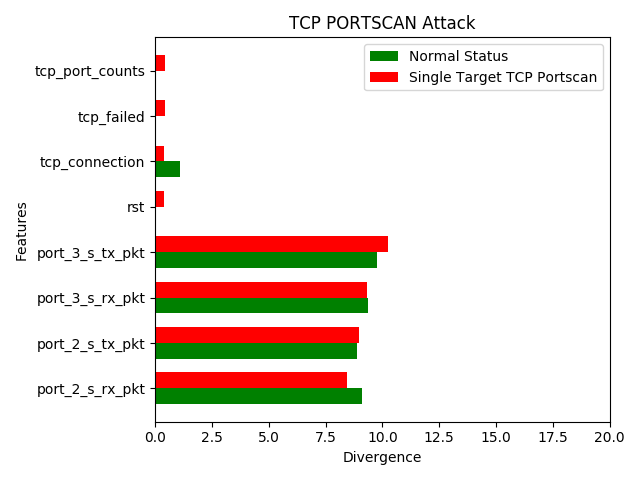 TCP PORTSCAN Attack
Normal Status
Single Target TCP Portscan
tcp_port_counts
tcp_failed
tcp_connection
rst
port_3_s_tx_pkt
port_3_s_rx_pkt
port_2_s_tx_pkt
port_2_s_rx_pkt
Features
0.0 2.5 5.0 7.5 10.0 12.5 15.0 17.5 20.0
Divergence